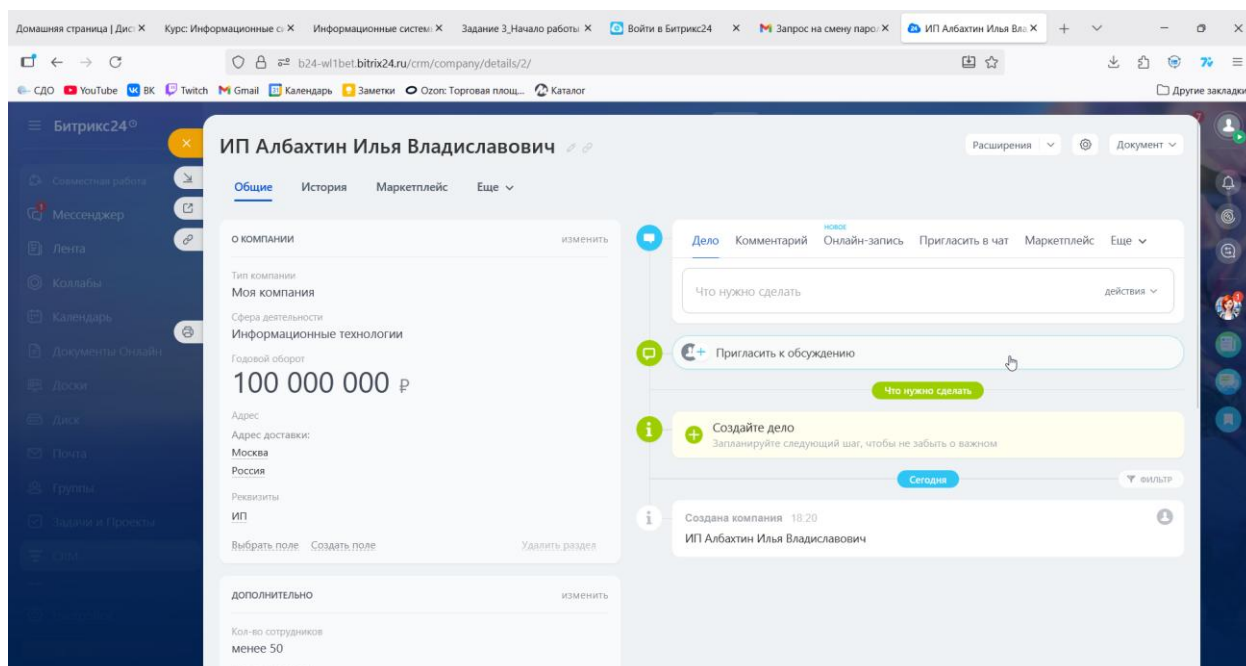 Домашняя страница | Дис
Курс: Информационные с
Информационные систем
Задание 3_Начало работы
Войти в Битрикс24
Запрос на смену паро
ИП Албахтин Илья Вла
b24-wl1bet.bitrix24.ru/crm/company/details/2/
СДО YouTube ВК Twitch Gmail Календарь Заметки Ozon: Торговая площ... Каталог Другие закладки
Битрикс24
Совместная работа
Мессенджер
Лента
Коллабы
Календарь
Документы Онлайн
Доски
Диск
Почта
Группы
Задачи и Проекты
CRM
ИП Албахтин Илья Владиславович
Расширения
Документ
Общие История Маркетплейс Еще
О КОМПАНИИ изменить
Тип компании
Моя компания
Сфера деятельности
Информационные технологии
Годовой оборот
100 000 000 ₽
Адрес
Адрес доставки:
Москва
Россия
Реквизиты
ИП
Выбрать поле Создать поле Удалить раздел
ДОПОЛНИТЕЛЬНО изменить
Кол-во сотрудников
менее 50
НОВОЕ
Дело Комментарий Онлайн-запись Пригласить в чат Маркетплейс Еще
Что нужно сделать действия
Пригласить к обсуждению
Что нужно сделать
Создайте дело
Запланируйте следующий шаг, чтобы не забыть о важном
Сегодня
ФИЛЬТР
Создана компания 18:20
ИП Албахтин Илья Владиславович